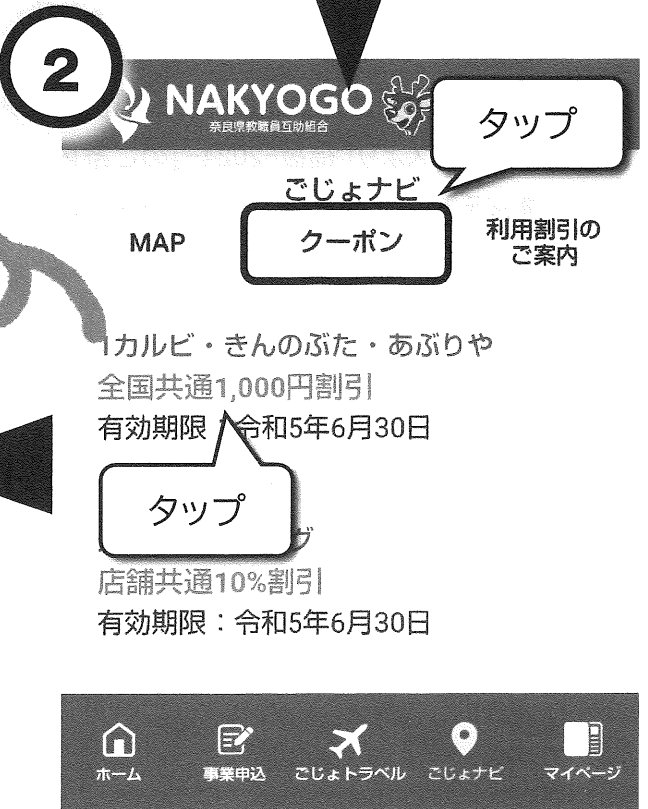 2
NAKYOGO
奈良県教職員互助組合
タップ
ごじょナビ
MAP
クーポン
利用割引の
ご案内
1カルビ・きんのぶた・あぶりや
全国共通1,000円割引
有効期限：令和5年6月30日
タップ
グ
店舗共通10%割引
有効期限：令和5年6月30日
ホーム
事業申込
ごじょトラベル
ごじょナビ
マイページ